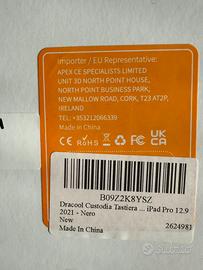 Importer / EU Representative:
APEX CE SPECIALISTS LIMITED
UNIT 3D NORTH POINT HOUSE,
NORTH POINT BUSINESS PARK,
NEW MALLOW ROAD, CORK, T23 AT2P,
IRELAND
TEL: +353212066339
CE RoHS UK CA
Made in China
B09Z2K8YSZ
Dracool Custodia Tastiera ... iPad Pro 12.9
2021 - Nero
New
Made In China 2624981